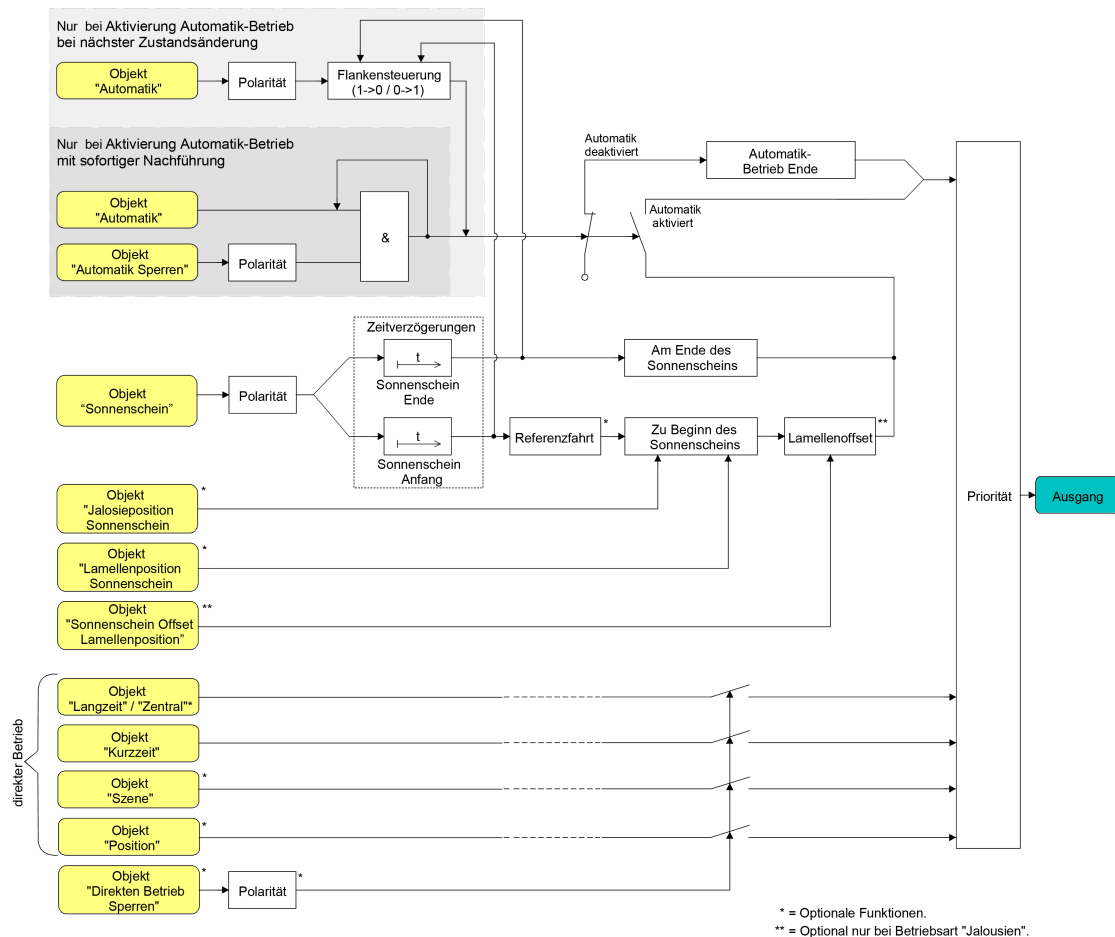 Nur bei Aktivierung Automatik-Betrieb
bei nächster Zustandsänderung
Objekt
"Automatik"
Polarität
Flankensteuerung
(1->0 / 0->1)
Nur bei Aktivierung Automatik-Betrieb
mit sofortiger Nachführung
Objekt
"Automatik"
Objekt
"Automatik Sperren"
Polarität
&
Automatik
deaktiviert
Automatik-
Betrieb Ende
Automatik
aktiviert
Zeitverzögerungen
t
Sonnenschein
Ende
Am Ende des
Sonnenscheins
Objekt
“Sonnenschein”
Polarität
t
Sonnenschein
Anfang
Referenzfahrt
*
Zu Beginn des
Sonnenscheins
Lamellenoffset
**
Objekt
"Jalosieposition
Sonnenschein
*
Objekt
"Lamellenposition
Sonnenschein
*
Objekt
"Sonnenschein Offset
Lamellenposition”
**
Priorität
Ausgang
direkter Betrieb
Objekt
"Langzeit" / "Zentral"*
Objekt
"Kurzzeit"
Objekt
"Szene"
*
Objekt
"Position"
*
Objekt
"Direkten Betrieb
Sperren"
*
Polarität
*
* = Optionale Funktionen.
** = Optional nur bei Betriebsart "Jalousien".